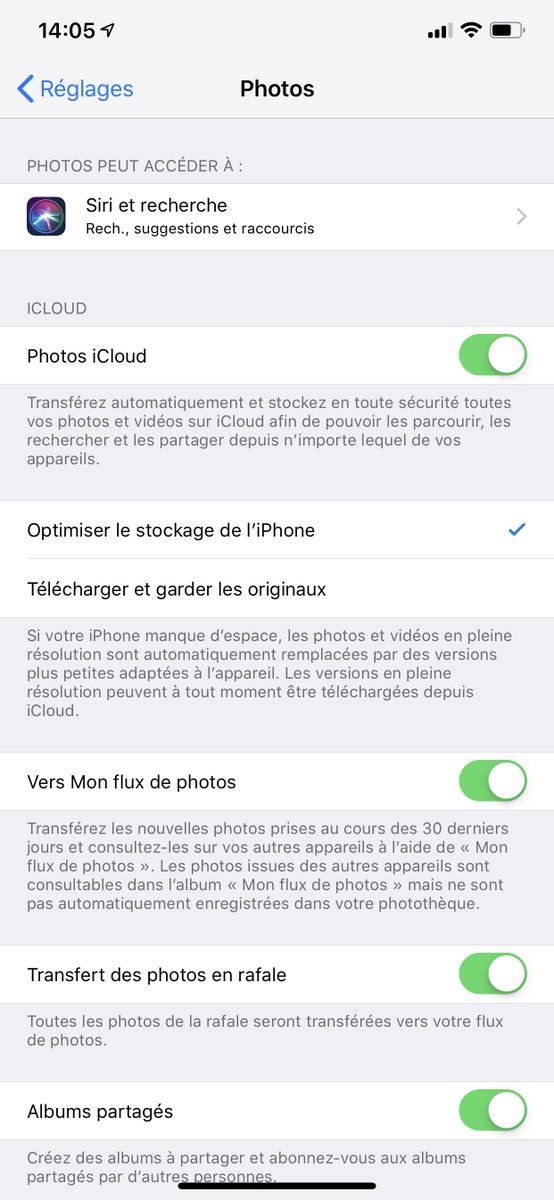 14:05
Réglages
Photos
PHOTOS PEUT ACCÉDER À :
Siri et recherche
Rech., suggestions et raccourcis
ICLOUD
Photos iCloud
Transférez automatiquement et stockez en toute sécurité toutes
vos photos et vidéos sur iCloud afin de pouvoir les parcourir, les
rechercher et les partager depuis n’importe lequel de vos
appareils.
Optimiser le stockage de l’iPhone
Télécharger et garder les originaux
Si votre iPhone manque d’espace, les photos et vidéos en pleine
résolution sont automatiquement remplacées par des versions
plus petites adaptées à l’appareil. Les versions en pleine
résolution peuvent à tout moment être téléchargées depuis
iCloud.
Vers Mon flux de photos
Transférez les nouvelles photos prises au cours des 30 derniers
jours et consultez-les sur vos autres appareils à l’aide de « Mon
flux de photos ». Les photos issues des autres appareils sont
consultables dans l’album « Mon flux de photos » mais ne sont
pas automatiquement enregistrées dans votre photothèque.
Transfert des photos en rafale
Toutes les photos de la rafale seront transférées vers votre flux
de photos.
Albums partagés
Créez des albums à partager et abonnez-vous aux albums
partagés par d’autres personnes.